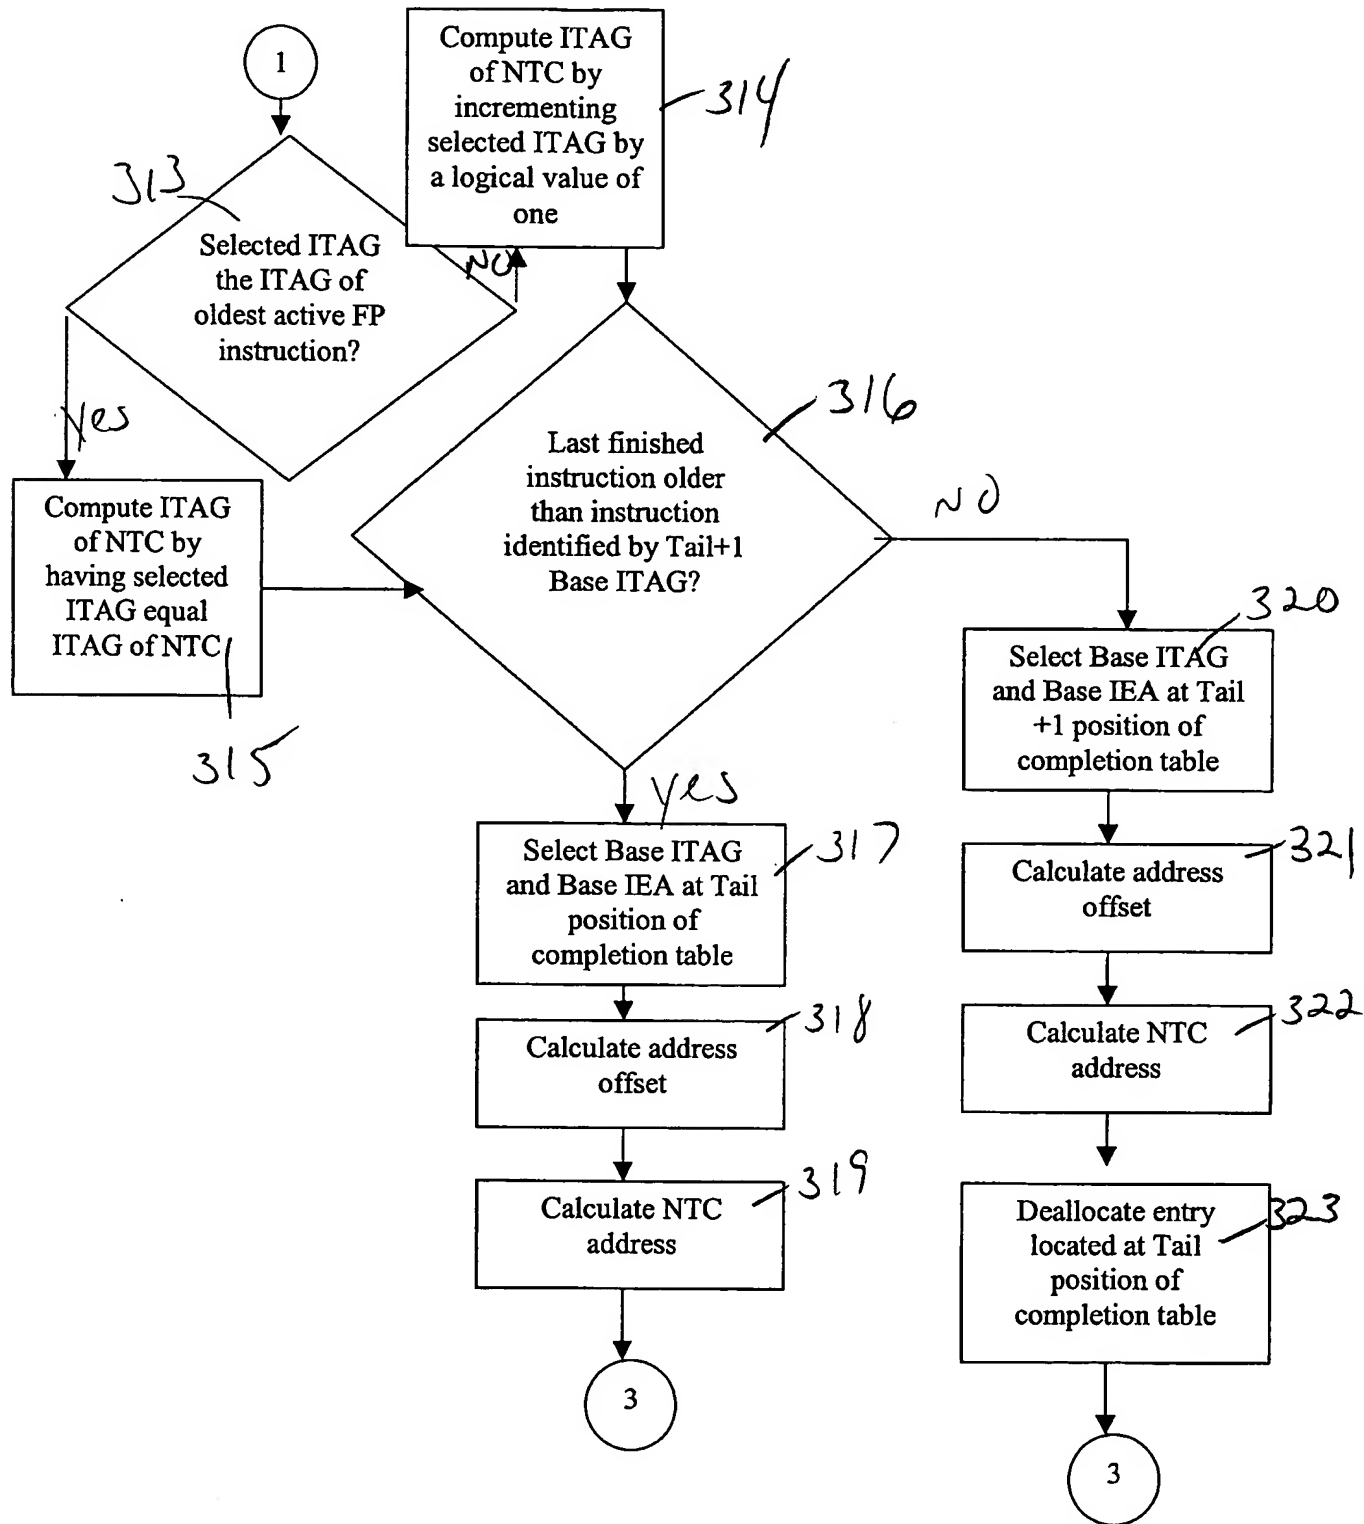 1
313
Selected ITAG
the ITAG of
oldest active FP
instruction?
NO
Yes
Compute ITAG
of NTC by
incrementing
selected ITAG by
a logical value of
one
314
Compute ITAG
of NTC by
having selected
ITAG equal
ITAG of NTC
315
Last finished
instruction older
than instruction
identified by Tail+1
Base ITAG?
316
NO
Yes
Select Base ITAG
and Base IEA at Tail
position of
completion table
317
Calculate address
offset
318
Calculate NTC
address
319
3
Select Base ITAG
and Base IEA at Tail
+1 position of
completion table
320
Calculate address
offset
321
Calculate NTC
address
322
Deallocate entry
located at Tail
position of
completion table
323
3